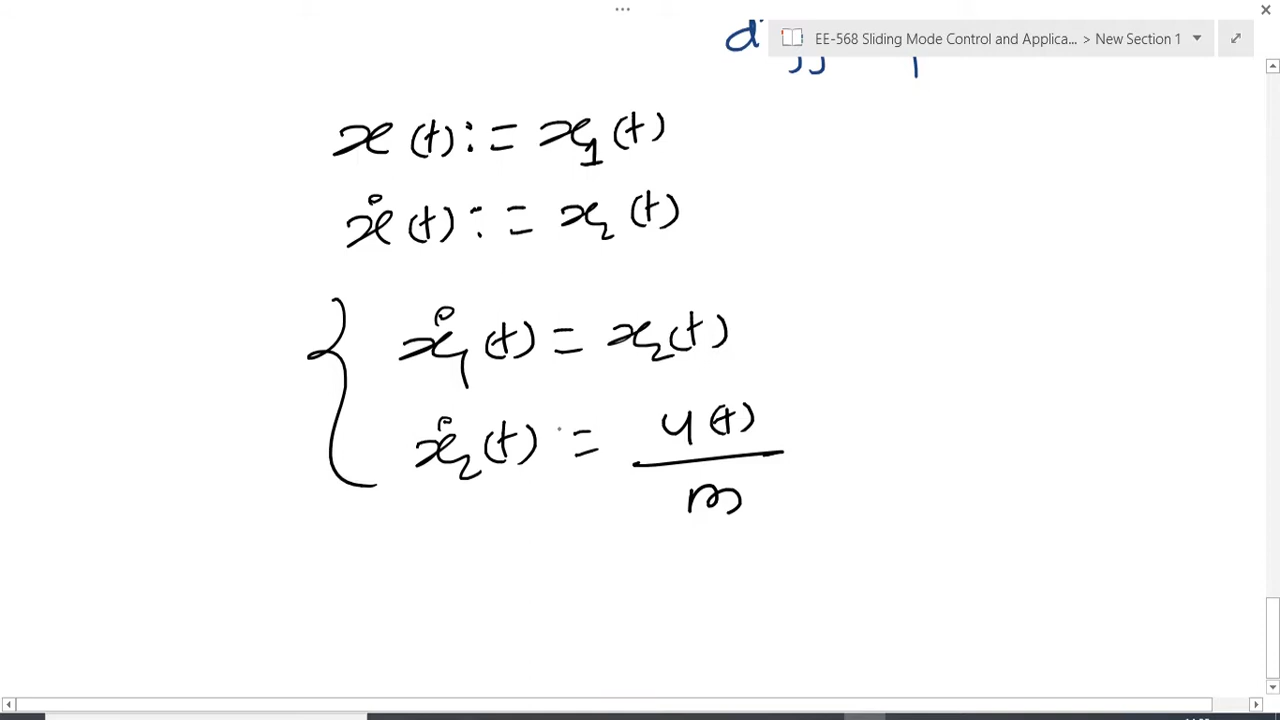 EE-568 Sliding Mode Control and Applica... > New Section 1
x(t) := x₁(t)
ẋ(t) := x₂(t)
ẋ₁(t) = x₂(t)
ẋ₂(t) = u(t)/m